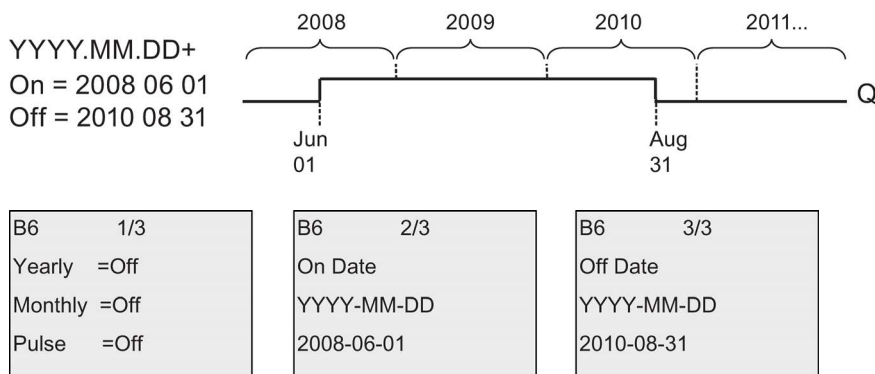 2008 2009 2010 2011...
YYYY.MM.DD+
On = 2008 06 01
Off = 2010 08 31
Q
Jun
01
Aug
31
B6 1/3
Yearly =Off
Monthly =Off
Pulse =Off
B6 2/3
On Date
YYYY-MM-DD
2008-06-01
B6 3/3
Off Date
YYYY-MM-DD
2010-08-31